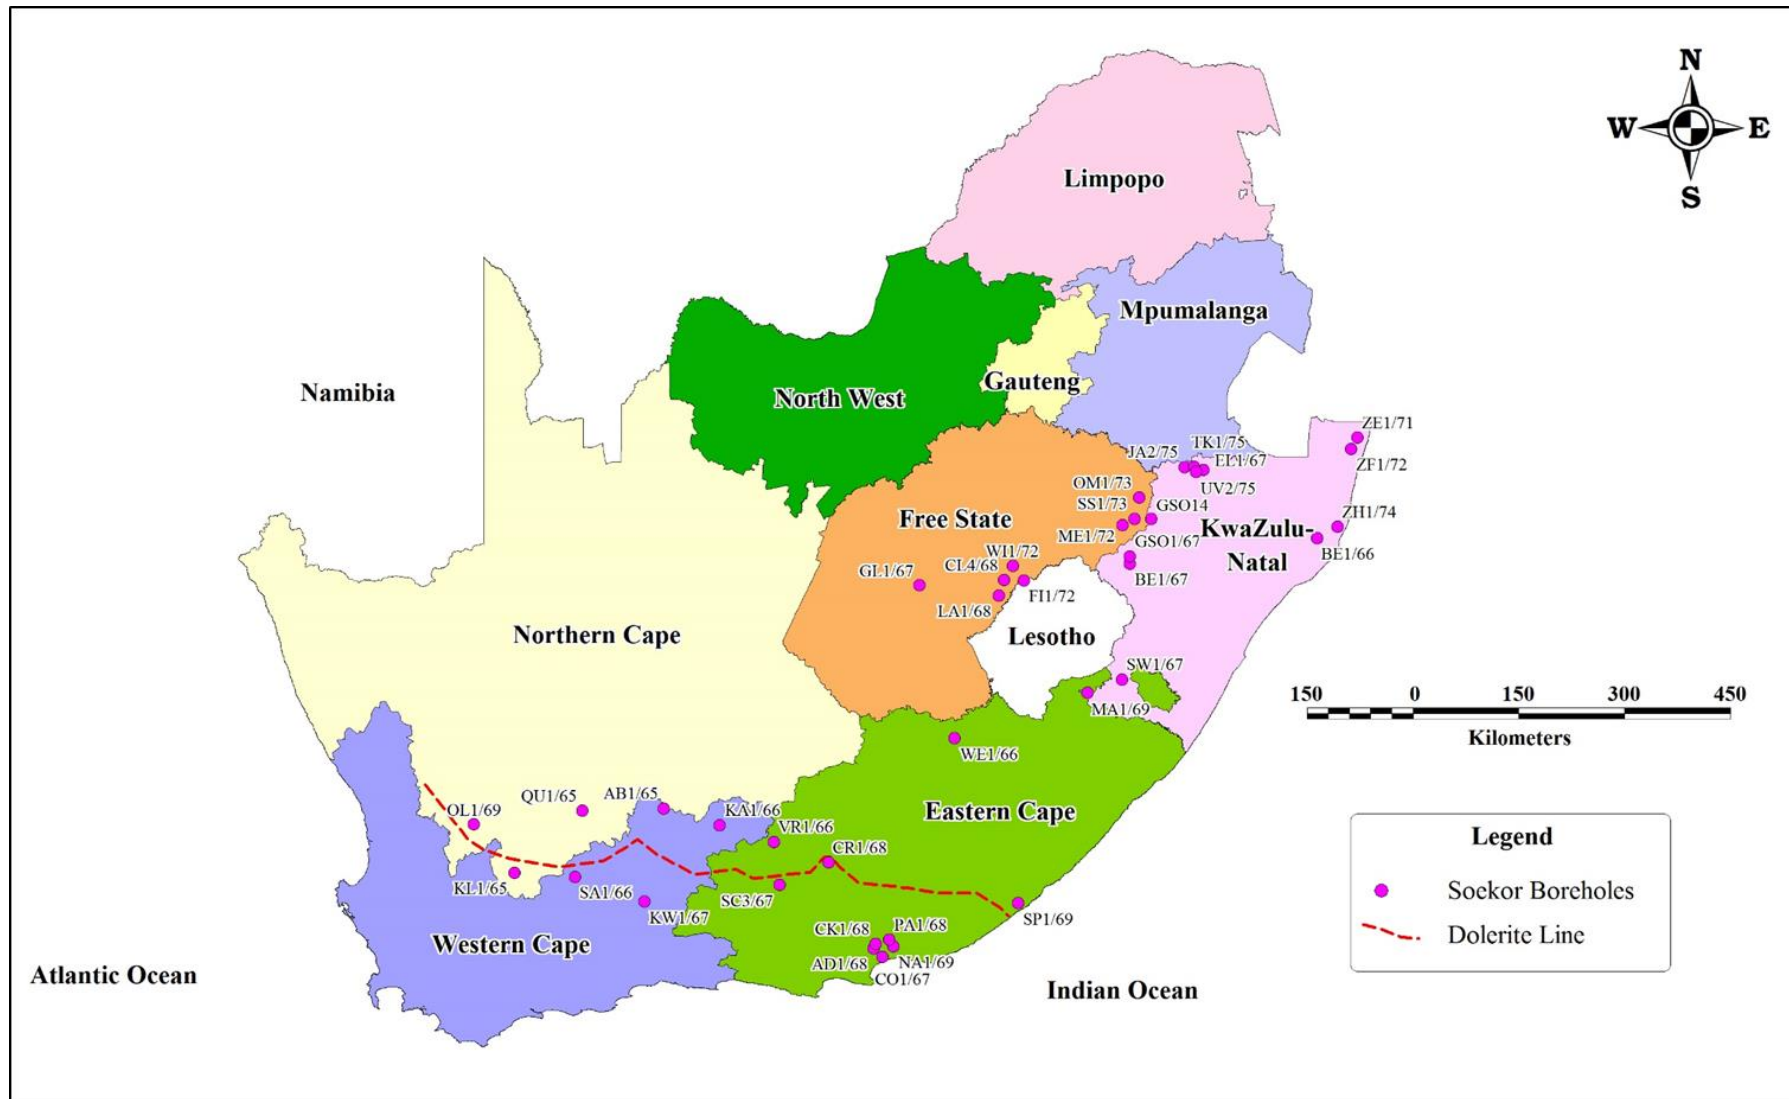 N
W
E
S
Limpopo
Mpumalanga
Namibia
Gauteng
North West
ZE1/71
TK1/75
JA2/75
EL1/67
ZF1/72
UV2/75
OM1/73
SS1/73
GSO14
Free State
ZH1/74
KwaZulu-
Natal
ME1/72
GSO1/67
BE1/66
WI1/72
CL4/68
GL1/67
BE1/67
FI1/72
LA1/68
Northern Cape
Lesotho
SW1/67
MA1/69
150
0
150
300
450
Kilometers
WE1/66
QU1/65
AB1/65
OL1/69
KA1/66
Eastern Cape
VR1/66
CR1/68
KL1/65
SA1/66
SC3/67
KW1/67
SP1/69
Legend
Soekor Boreholes
Dolerite Line
CK1/68
PA1/68
Western Cape
AD1/68
NA1/69
CO1/67
Atlantic Ocean
Indian Ocean